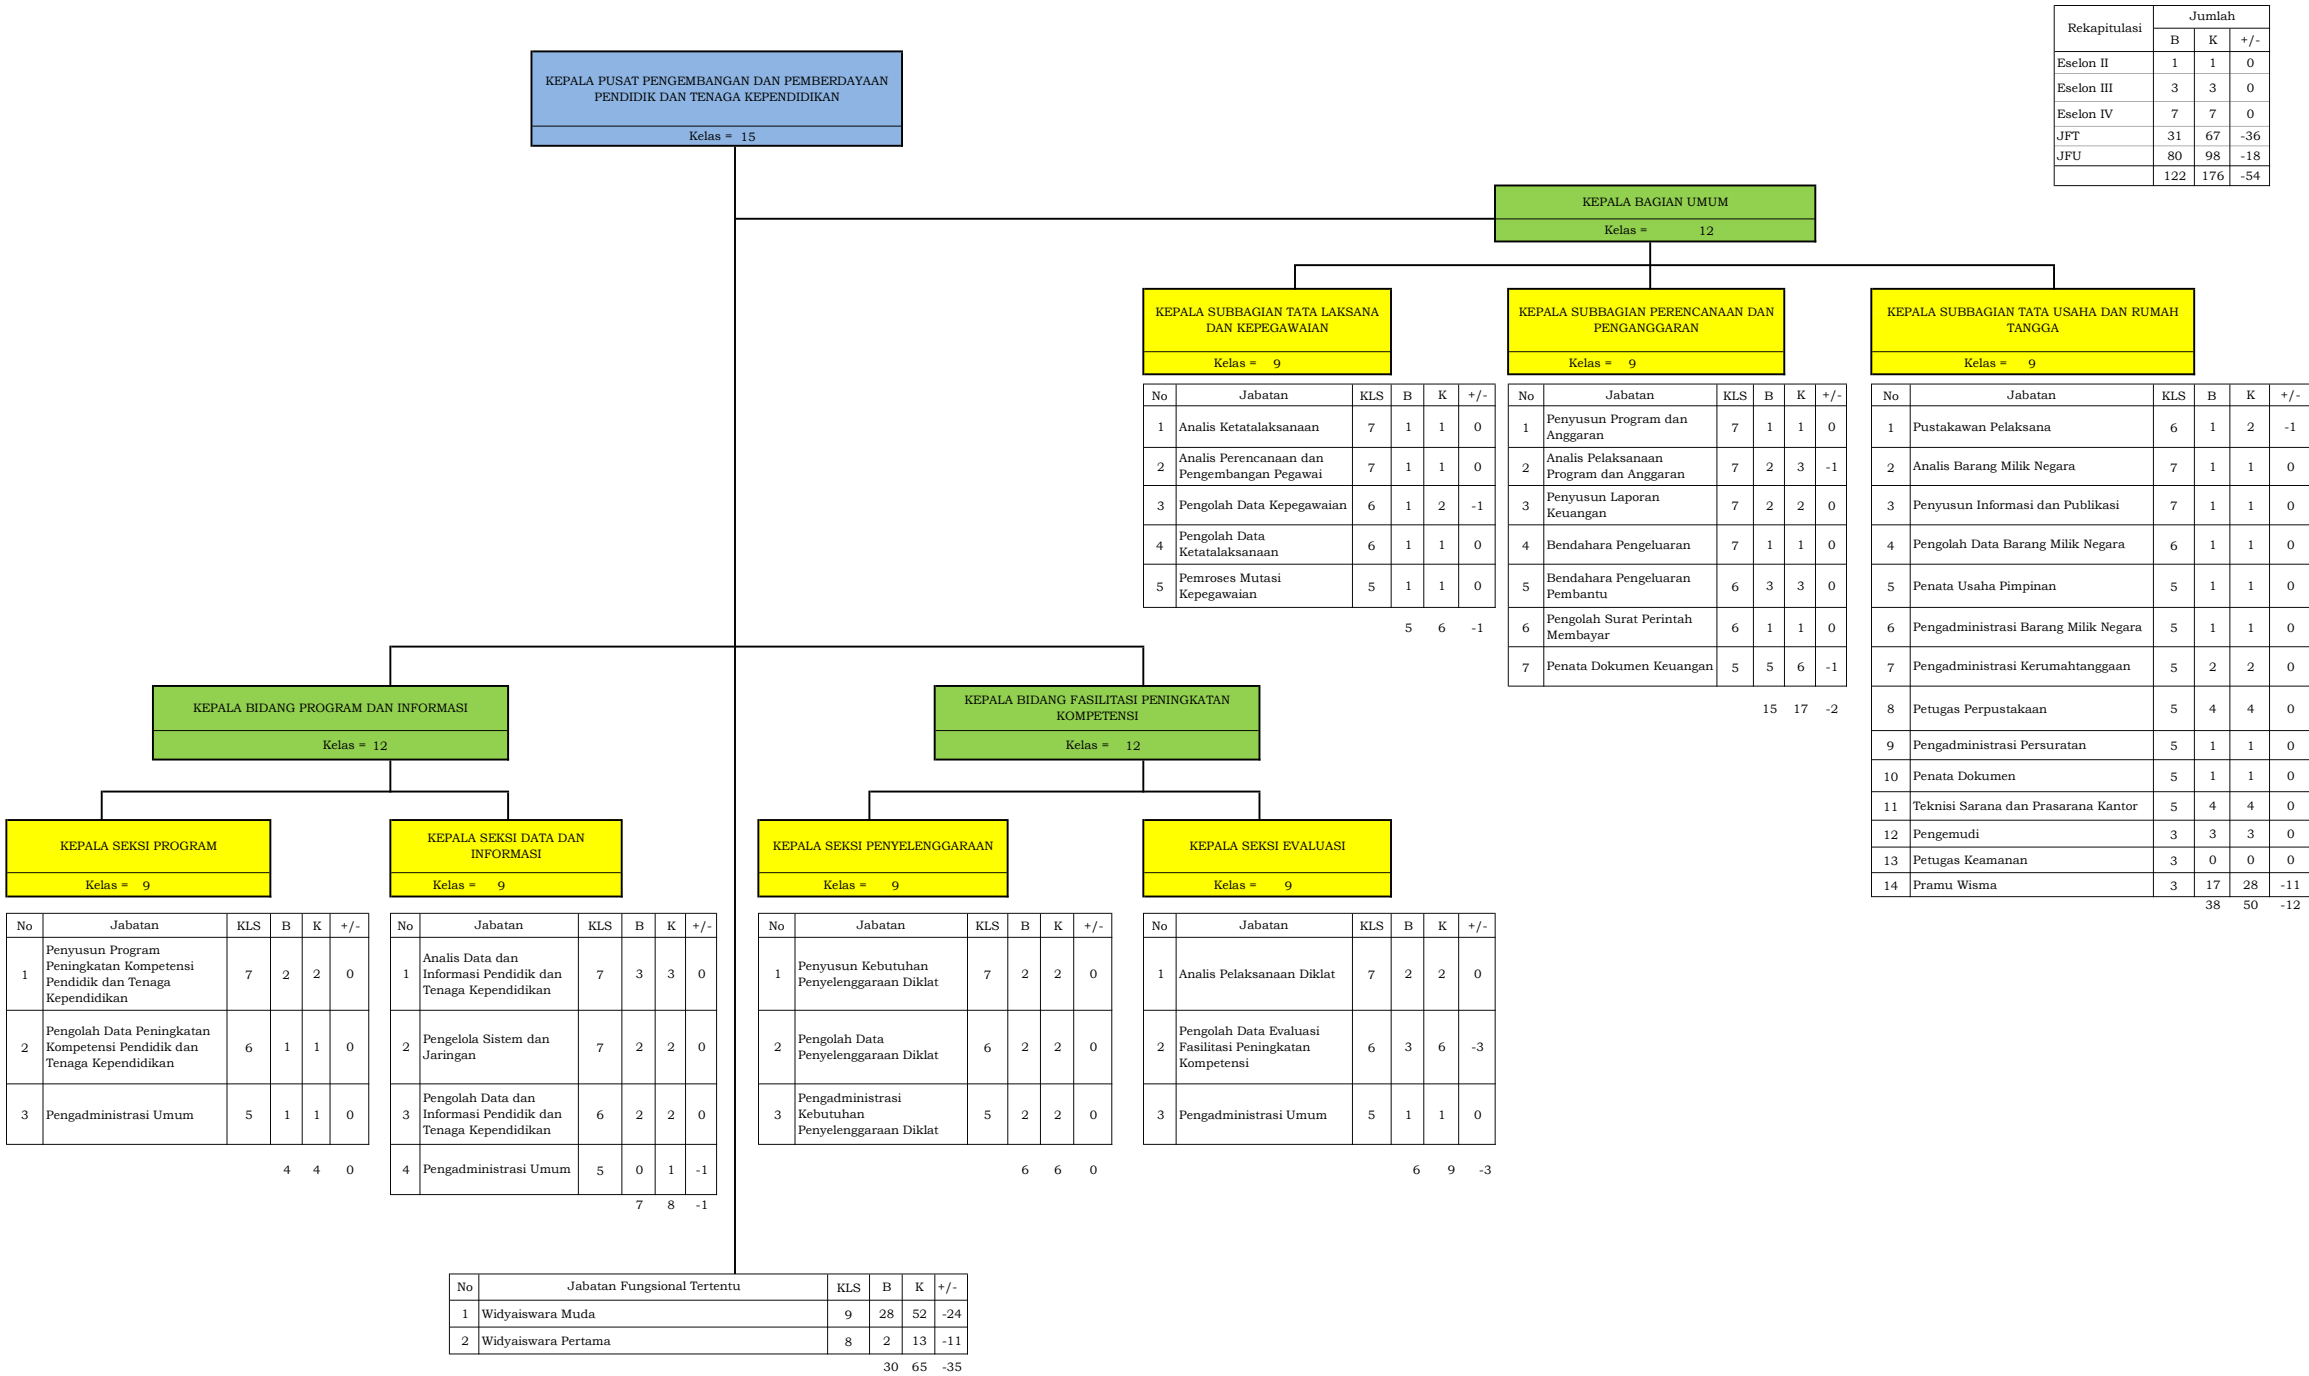 Rekapitulasi Jumlah
B K +/-
Eselon II 1 1 0
Eselon III 3 3 0
Eselon IV 7 7 0
JFT 31 67 -36
JFU 80 98 -18
122 176 -54
KEPALA PUSAT PENGEMBANGAN DAN PEMBERDAYAAN
PENDIDIK DAN TENAGA KEPENDIDIKAN
Kelas = 15
KEPALA BAGIAN UMUM
Kelas = 12
KEPALA SUBBAGIAN TATA LAKSANA
DAN KEPEGAWAIAN
Kelas = 9
No Jabatan KLS B K +/-
1 Analis Ketatalaksanaan 7 1 1 0
2 Analis Perencanaan dan
Pengembangan Pegawai 7 1 1 0
3 Pengolah Data Kepegawaian 6 1 2 -1
4 Pengolah Data
Ketatalaksanaan 6 1 1 0
5 Pemroses Mutasi
Kepegawaian 5 1 1 0
5 6 -1
KEPALA SUBBAGIAN PERENCANAAN DAN
PENGANGGARAN
Kelas = 9
No Jabatan KLS B K +/-
1 Penyusun Program dan
Anggaran 7 1 1 0
2 Analis Pelaksanaan
Program dan Anggaran 7 2 3 -1
3 Penyusun Laporan
Keuangan 7 2 2 0
4 Bendahara Pengeluaran 7 1 1 0
5 Bendahara Pengeluaran
Pembantu 6 3 3 0
6 Pengolah Surat Perintah
Membayar 6 1 1 0
7 Penata Dokumen Keuangan 5 5 6 -1
15 17 -2
KEPALA SUBBAGIAN TATA USAHA DAN RUMAH
TANGGA
Kelas = 9
No Jabatan KLS B K +/-
1 Pustakawan Pelaksana 6 1 2 -1
2 Analis Barang Milik Negara 7 1 1 0
3 Penyusun Informasi dan Publikasi 7 1 1 0
4 Pengolah Data Barang Milik Negara 6 1 1 0
5 Penata Usaha Pimpinan 5 1 1 0
6 Pengadministrasi Barang Milik Negara 5 1 1 0
7 Pengadministrasi Kerumahtanggaan 5 2 2 0
8 Petugas Perpustakaan 5 4 4 0
9 Pengadministrasi Persuratan 5 1 1 0
10 Penata Dokumen 5 1 1 0
11 Teknisi Sarana dan Prasarana Kantor 5 4 4 0
12 Pengemudi 3 3 3 0
13 Petugas Keamanan 3 0 0 0
14 Pramu Wisma 3 17 28 -11
38 50 -12
KEPALA BIDANG PROGRAM DAN INFORMASI
Kelas = 12
KEPALA BIDANG FASILITASI PENINGKATAN
KOMPETENSI
Kelas = 12
KEPALA SEKSI PROGRAM
Kelas = 9
No Jabatan KLS B K +/-
1 Penyusun Program
Peningkatan Kompetensi
Pendidik dan Tenaga
Kependidikan 7 2 2 0
2 Pengolah Data Peningkatan
Kompetensi Pendidik dan
Tenaga Kependidikan 6 1 1 0
3 Pengadministrasi Umum 5 1 1 0
4 4 0
KEPALA SEKSI DATA DAN
INFORMASI
Kelas = 9
No Jabatan KLS B K +/-
1 Analis Data dan
Informasi Pendidik dan
Tenaga Kependidikan 7 3 3 0
2 Pengelola Sistem dan
Jaringan 7 2 2 0
3 Pengolah Data dan
Informasi Pendidik dan
Tenaga Kependidikan 6 2 2 0
4 Pengadministrasi Umum 5 0 1 -1
7 8 -1
KEPALA SEKSI PENYELENGGARAAN
Kelas = 9
No Jabatan KLS B K +/-
1 Penyusun Kebutuhan
Penyelenggaraan Diklat 7 2 2 0
2 Pengolah Data
Penyelenggaraan Diklat 6 2 2 0
3 Pengadministrasi
Kebutuhan
Penyelenggaraan Diklat 5 2 2 0
6 6 0
KEPALA SEKSI EVALUASI
Kelas = 9
No Jabatan KLS B K +/-
1 Analis Pelaksanaan Diklat 7 2 2 0
2 Pengolah Data Evaluasi
Fasilitasi Peningkatan
Kompetensi 6 3 6 -3
3 Pengadministrasi Umum 5 1 1 0
6 9 -3
No Jabatan Fungsional Tertentu KLS B K +/-
1 Widyaiswara Muda 9 28 52 -24
2 Widyaiswara Pertama 8 2 13 -11
30 65 -35